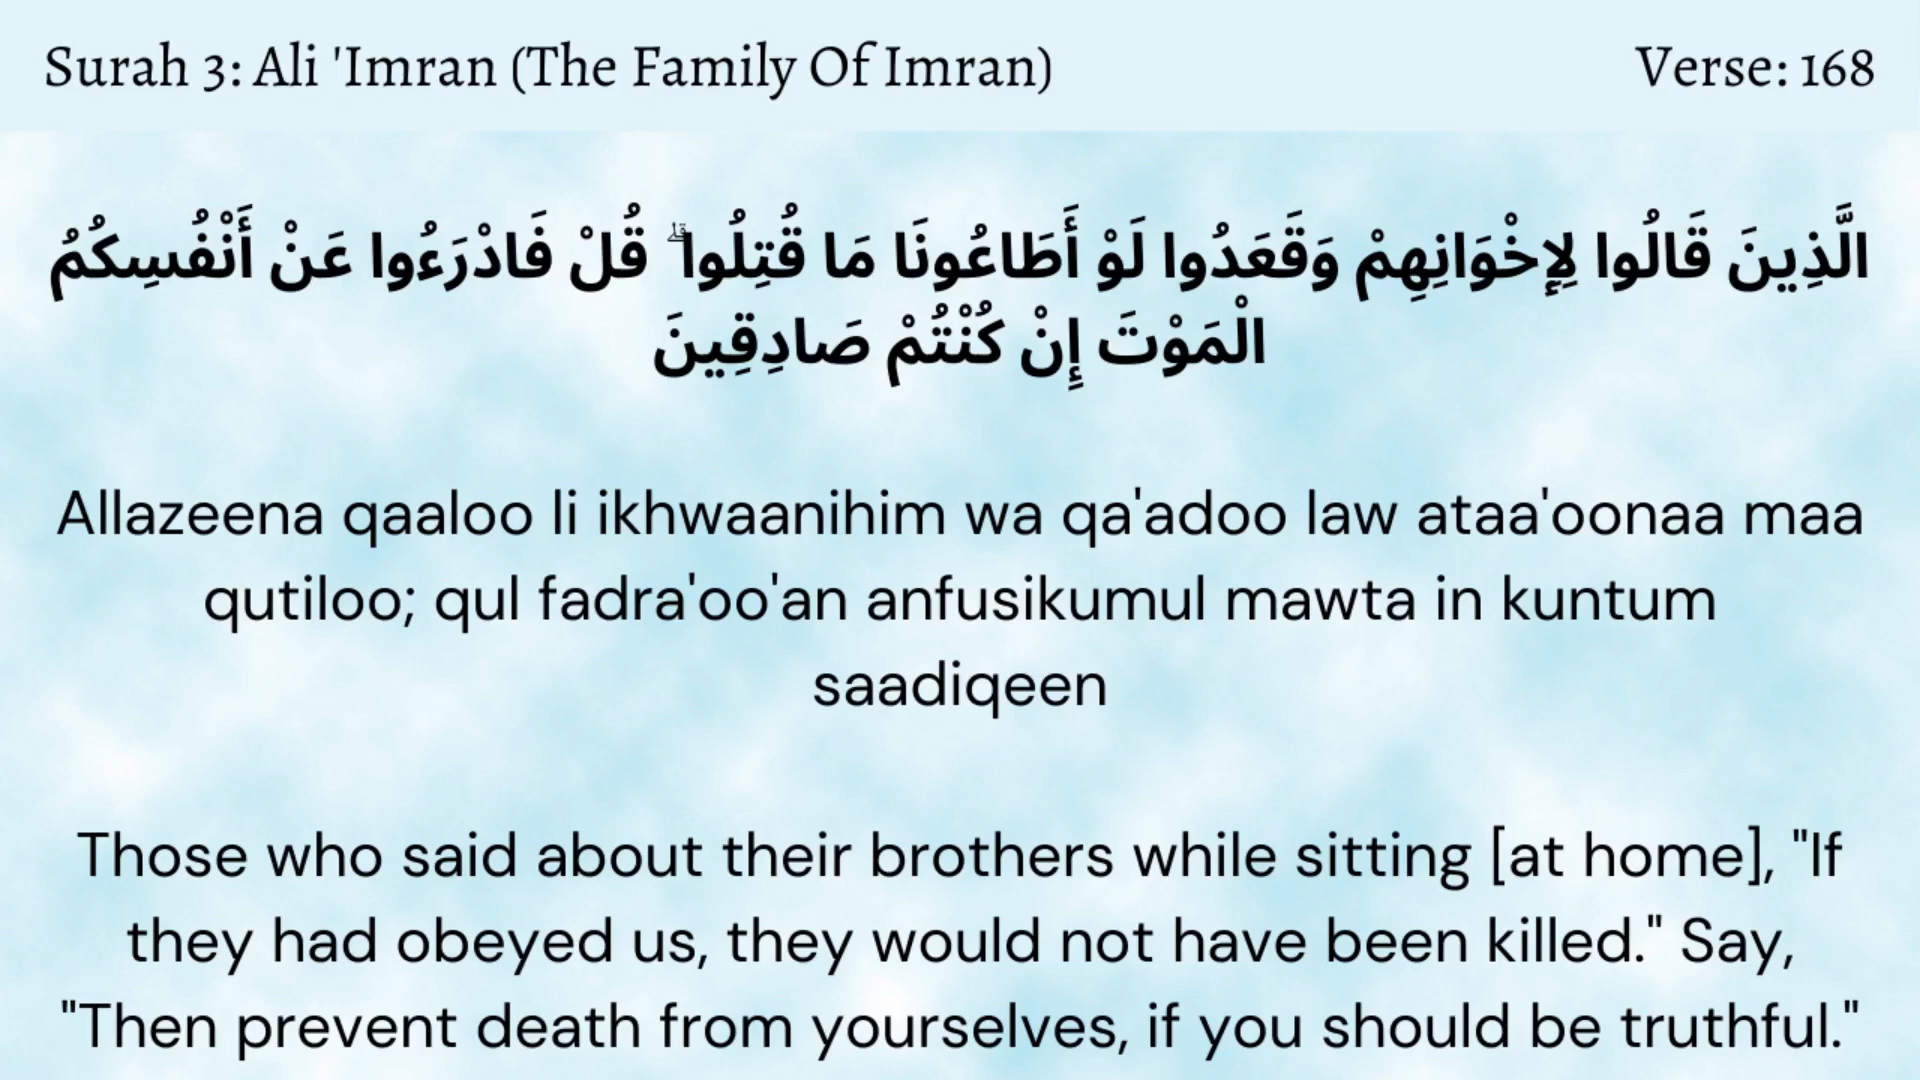 Surah 3: Ali 'Imran (The Family Of Imran)
Verse: 168
الَّذِينَ قَالُوا لِإِخْوَانِهِمْ وَقَعَدُوا لَوْ أَطَاعُونَا مَا قُتِلُوا ۗ قُلْ فَادْرَءُوا عَنْ أَنْفُسِكُمُ
الْمَوْتَ إِنْ كُنْتُمْ صَادِقِينَ
Allazeena qaaloo li ikhwaanihim wa qa'adoo law ataa'oonaa maa
qutiloo; qul fadra'oo'an anfusikumul mawta in kuntum
saadiqeen
Those who said about their brothers while sitting [at home], "If
they had obeyed us, they would not have been killed." Say,
"Then prevent death from yourselves, if you should be truthful."